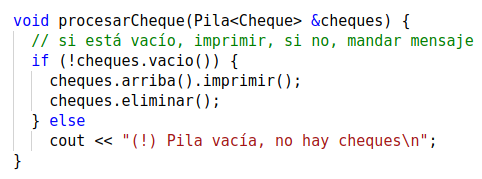 void procesarCheque(Pila<Cheque> &cheques) {
// si está vacío, imprimir, si no, mandar mensaje
if (!cheques.vacio()) {
cheques.arriba().imprimir();
cheques.eliminar();
} else
cout << "(!) Pila vacía, no hay cheques\n";
}